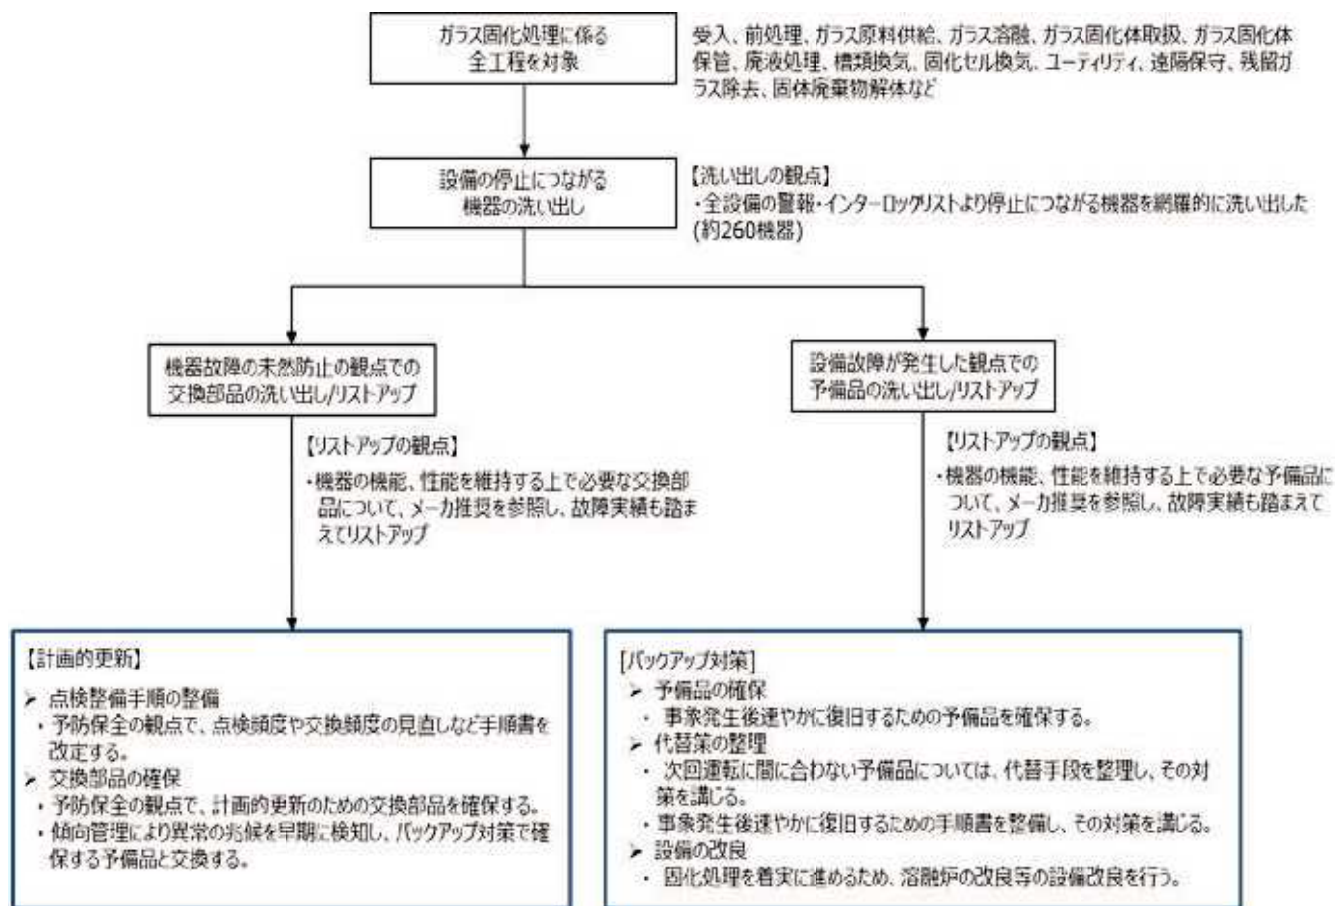 ガラス固化処理に係る
全工程を対象
受入、前処理、ガラス原料供給、ガラス溶融、ガラス固化体取扱、ガラス固化体
保管、廃液処理、槽類換気、固化セル換気、ユーティリティ、遠隔保守、残留ガ
ラス除去、固体廃棄物解体など
設備の停止につながる
機器の洗い出し
【洗い出しの観点】
・全設備の警報・インターロックリストより停止につながる機器を網羅的に洗い出した
(約260機器)
機器故障の未然防止の観点での
交換部品の洗い出し/リストアップ
設備故障が発生した観点での
予備品の洗い出し/リストアップ
【リストアップの観点】
・機器の機能、性能を維持する上で必要な交換部
品について、メーカ推奨を参照し、故障実績も踏ま
えてリストアップ
【リストアップの観点】
・機器の機能、性能を維持する上で必要な予備品に
ついて、メーカ推奨を参照し、故障実績も踏まえて
リストアップ
【計画的更新】
➢ 点検整備手順の整備
・予防保全の観点で、点検頻度や交換頻度の見直しなど手順書を
改定する。
➢ 交換部品の確保
・予防保全の観点で、計画的更新のための交換部品を確保する。
・傾向管理により異常の兆候を早期に検知し、バックアップ対策で確
保する予備品と交換する。
[バックアップ対策]
➢ 予備品の確保
・ 事象発生後速やかに復旧するための予備品を確保する。
➢ 代替策の整理
・ 次回運転に間に合わない予備品については、代替手段を整理し、その対
策を講じる。
・事象発生後速やかに復旧するための手順書を整備し、その対策を講じる。
➢ 設備の改良
・ 固化処理を着実に進めるため、溶融炉の改良等の設備改良を行う。